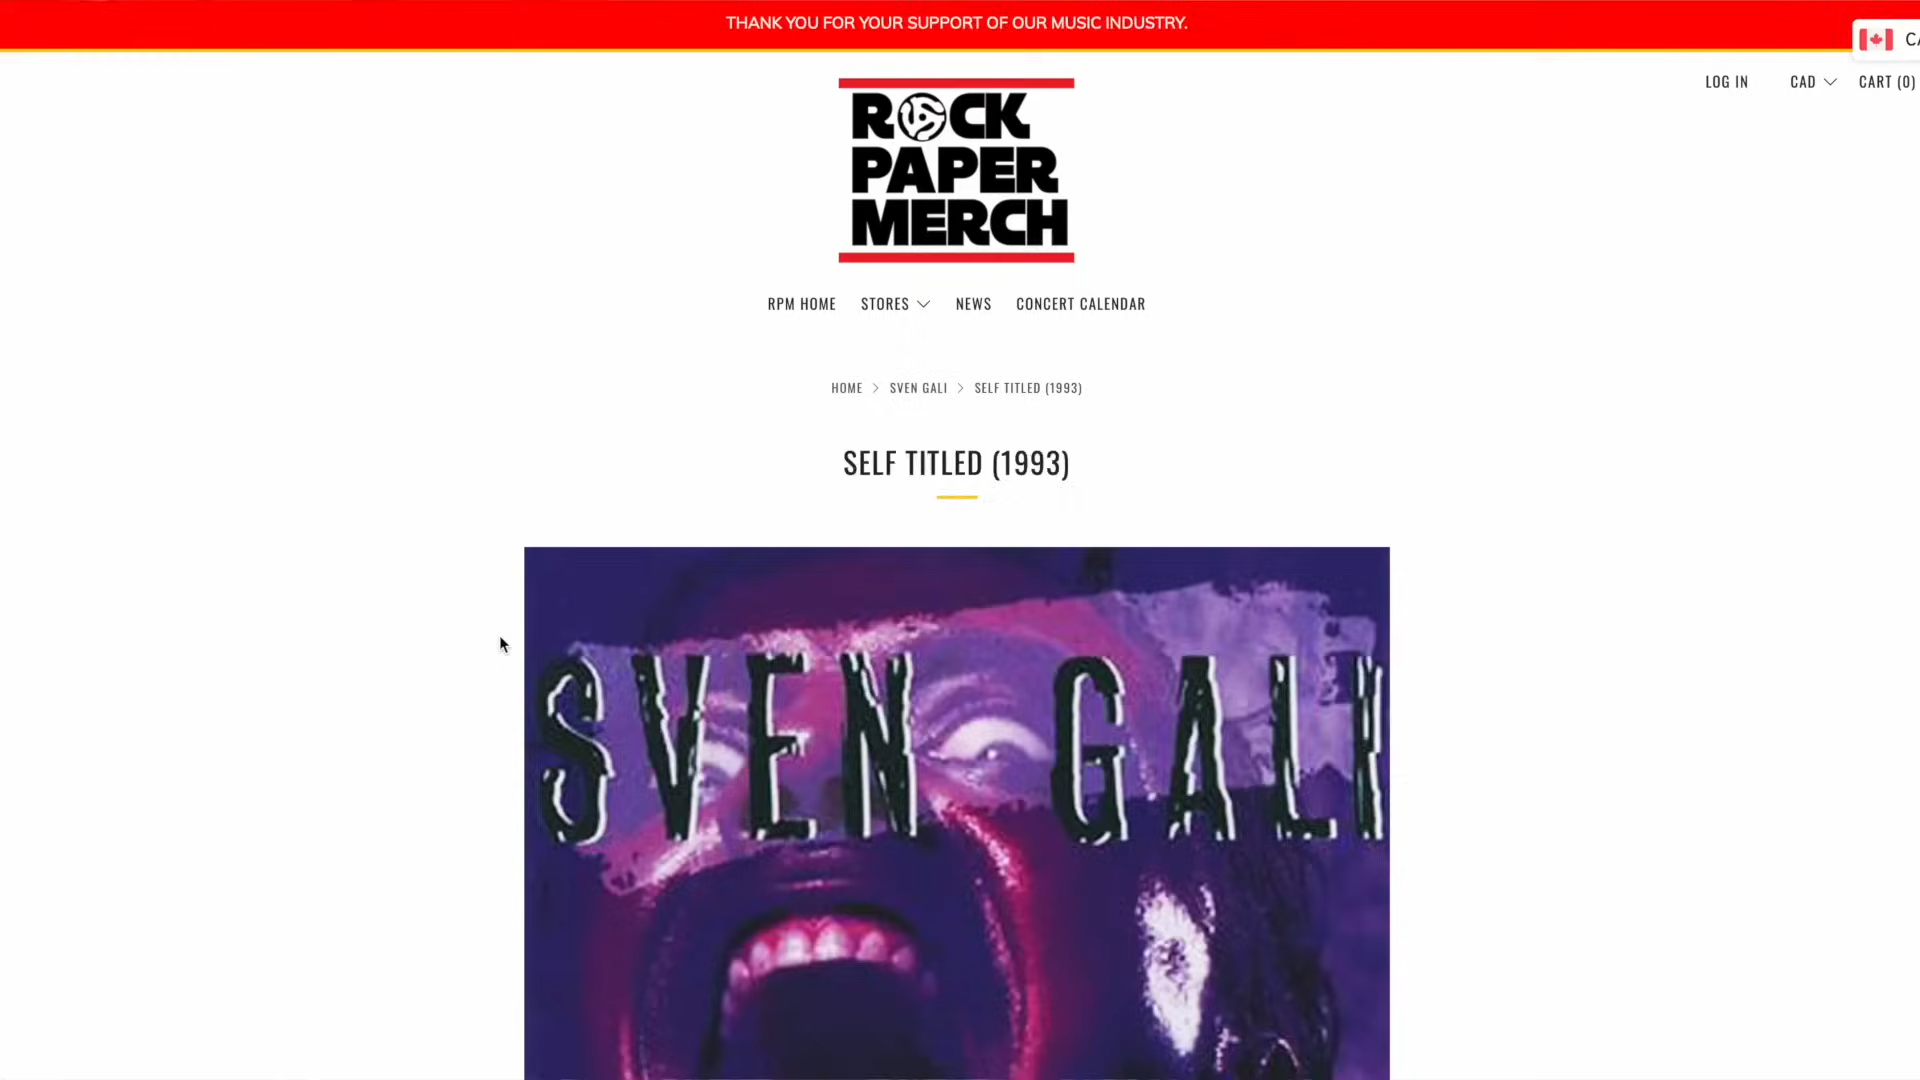 THANK YOU FOR YOUR SUPPORT OF OUR MUSIC INDUSTRY.
LOG IN
CAD
CART (0)
ROCK
PAPER
MERCH
RPM HOME
STORES
NEWS
CONCERT CALENDAR
HOME > SVEN GALI > SELF TITLED (1993)
SELF TITLED (1993)
SVEN GALI